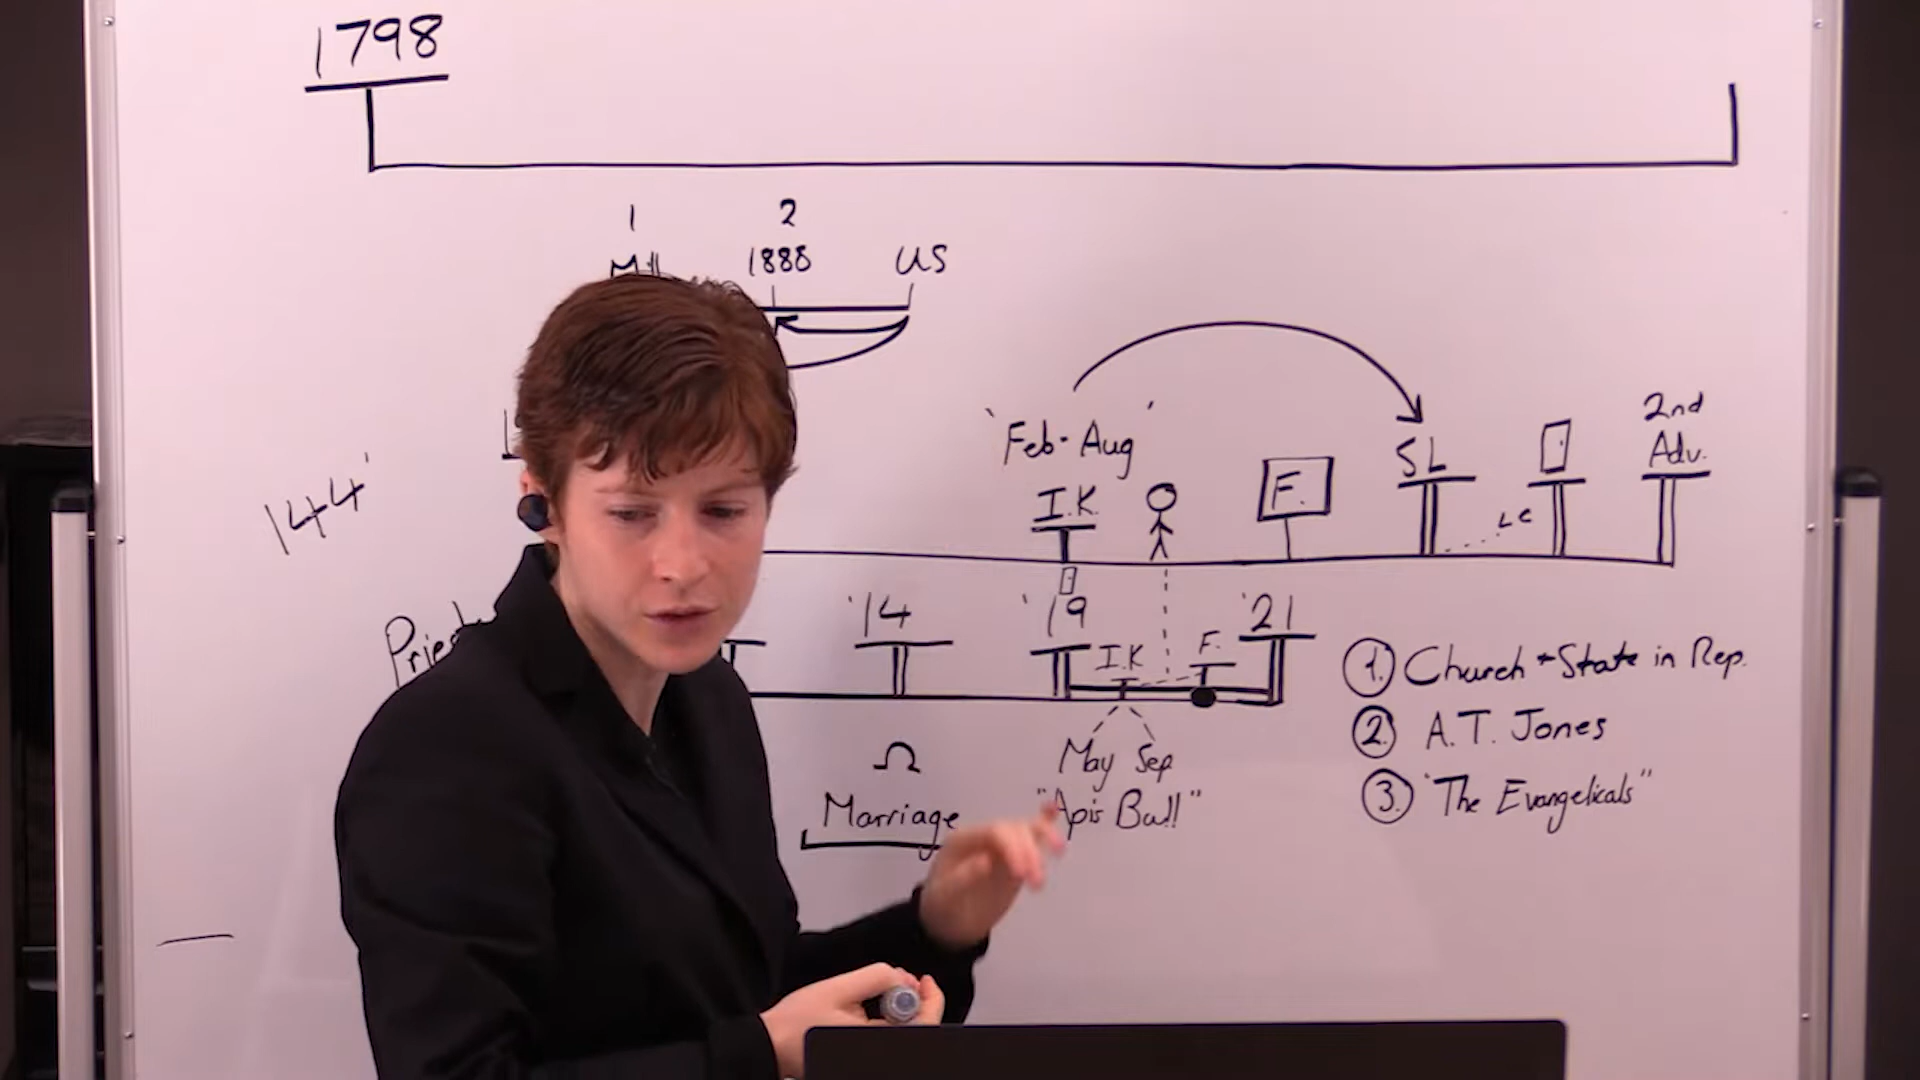 1798
1 2
1888 US
'Feb-Aug'
2nd
Adv.
SL
I.K.
F.
LC
144'
'14 '19 '21
I.K F.
① Church + State in Rep.
② A.T. Jones
③ "The Evangelicals"
Ω
Marriage
May Sep
"Apis Bull"